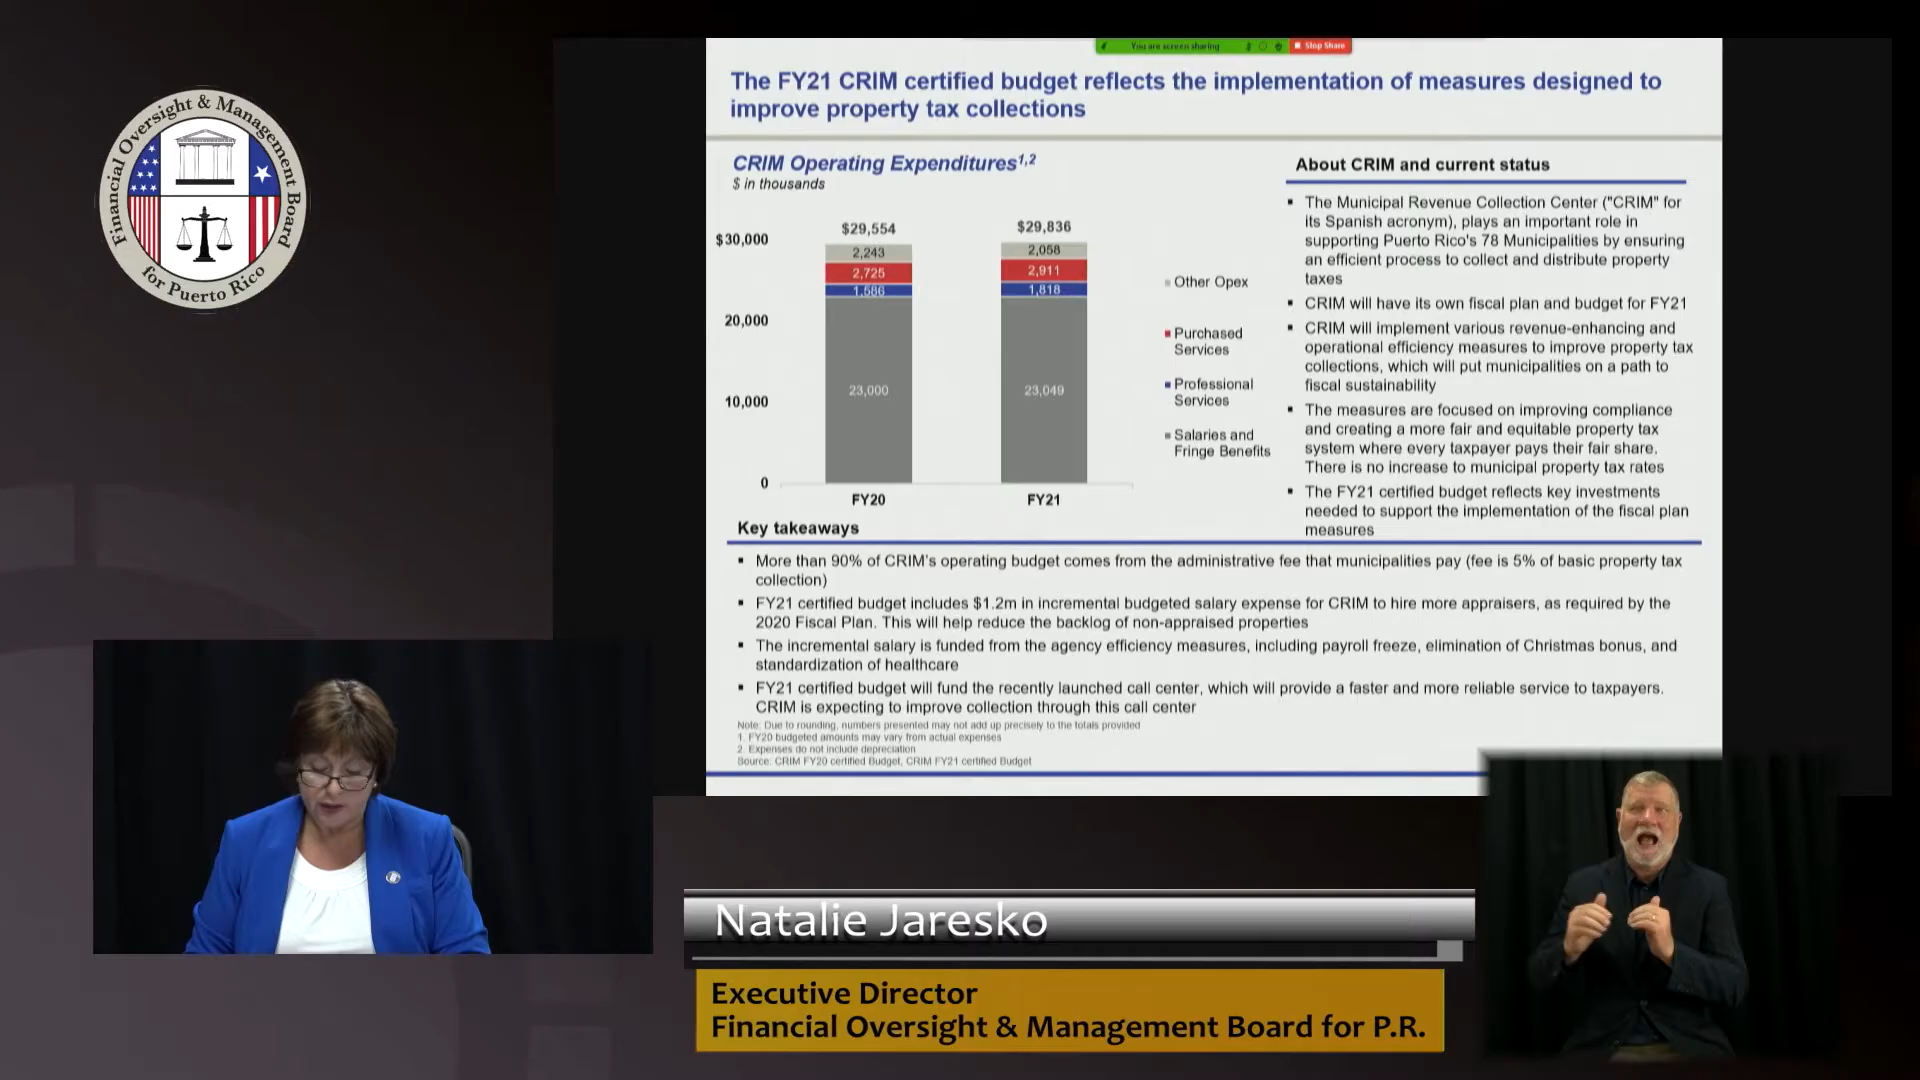 Financial Oversight & Management Board
for Puerto Rico
You are screen sharing
Stop Share
The FY21 CRIM certified budget reflects the implementation of measures designed to
improve property tax collections
CRIM Operating Expenditures1,2
$ in thousands
$30,000
20,000
10,000
0
$29,554
2,243
2,725
1,586
23,000
FY20
$29,836
2,058
2,911
1,818
23,049
FY21
Other Opex
Purchased
Services
Professional
Services
Salaries and
Fringe Benefits
About CRIM and current status
▪ The Municipal Revenue Collection Center ("CRIM" for
its Spanish acronym), plays an important role in
supporting Puerto Rico's 78 Municipalities by ensuring
an efficient process to collect and distribute property
taxes
▪ CRIM will have its own fiscal plan and budget for FY21
▪ CRIM will implement various revenue-enhancing and
operational efficiency measures to improve property tax
collections, which will put municipalities on a path to
fiscal sustainability
▪ The measures are focused on improving compliance
and creating a more fair and equitable property tax
system where every taxpayer pays their fair share.
There is no increase to municipal property tax rates
▪ The FY21 certified budget reflects key investments
needed to support the implementation of the fiscal plan
measures
Key takeaways
▪ More than 90% of CRIM's operating budget comes from the administrative fee that municipalities pay (fee is 5% of basic property tax
collection)
▪ FY21 certified budget includes $1.2m in incremental budgeted salary expense for CRIM to hire more appraisers, as required by the
2020 Fiscal Plan. This will help reduce the backlog of non-appraised properties
▪ The incremental salary is funded from the agency efficiency measures, including payroll freeze, elimination of Christmas bonus, and
standardization of healthcare
▪ FY21 certified budget will fund the recently launched call center, which will provide a faster and more reliable service to taxpayers.
CRIM is expecting to improve collection through this call center
Note: Due to rounding, numbers presented may not add up precisely to the totals provided
1. FY20 budgeted amounts may vary from actual expenses
2. Expenses do not include depreciation
Source: CRIM FY20 certified Budget, CRIM FY21 certified Budget
Natalie Jaresko
Executive Director
Financial Oversight & Management Board for P.R.